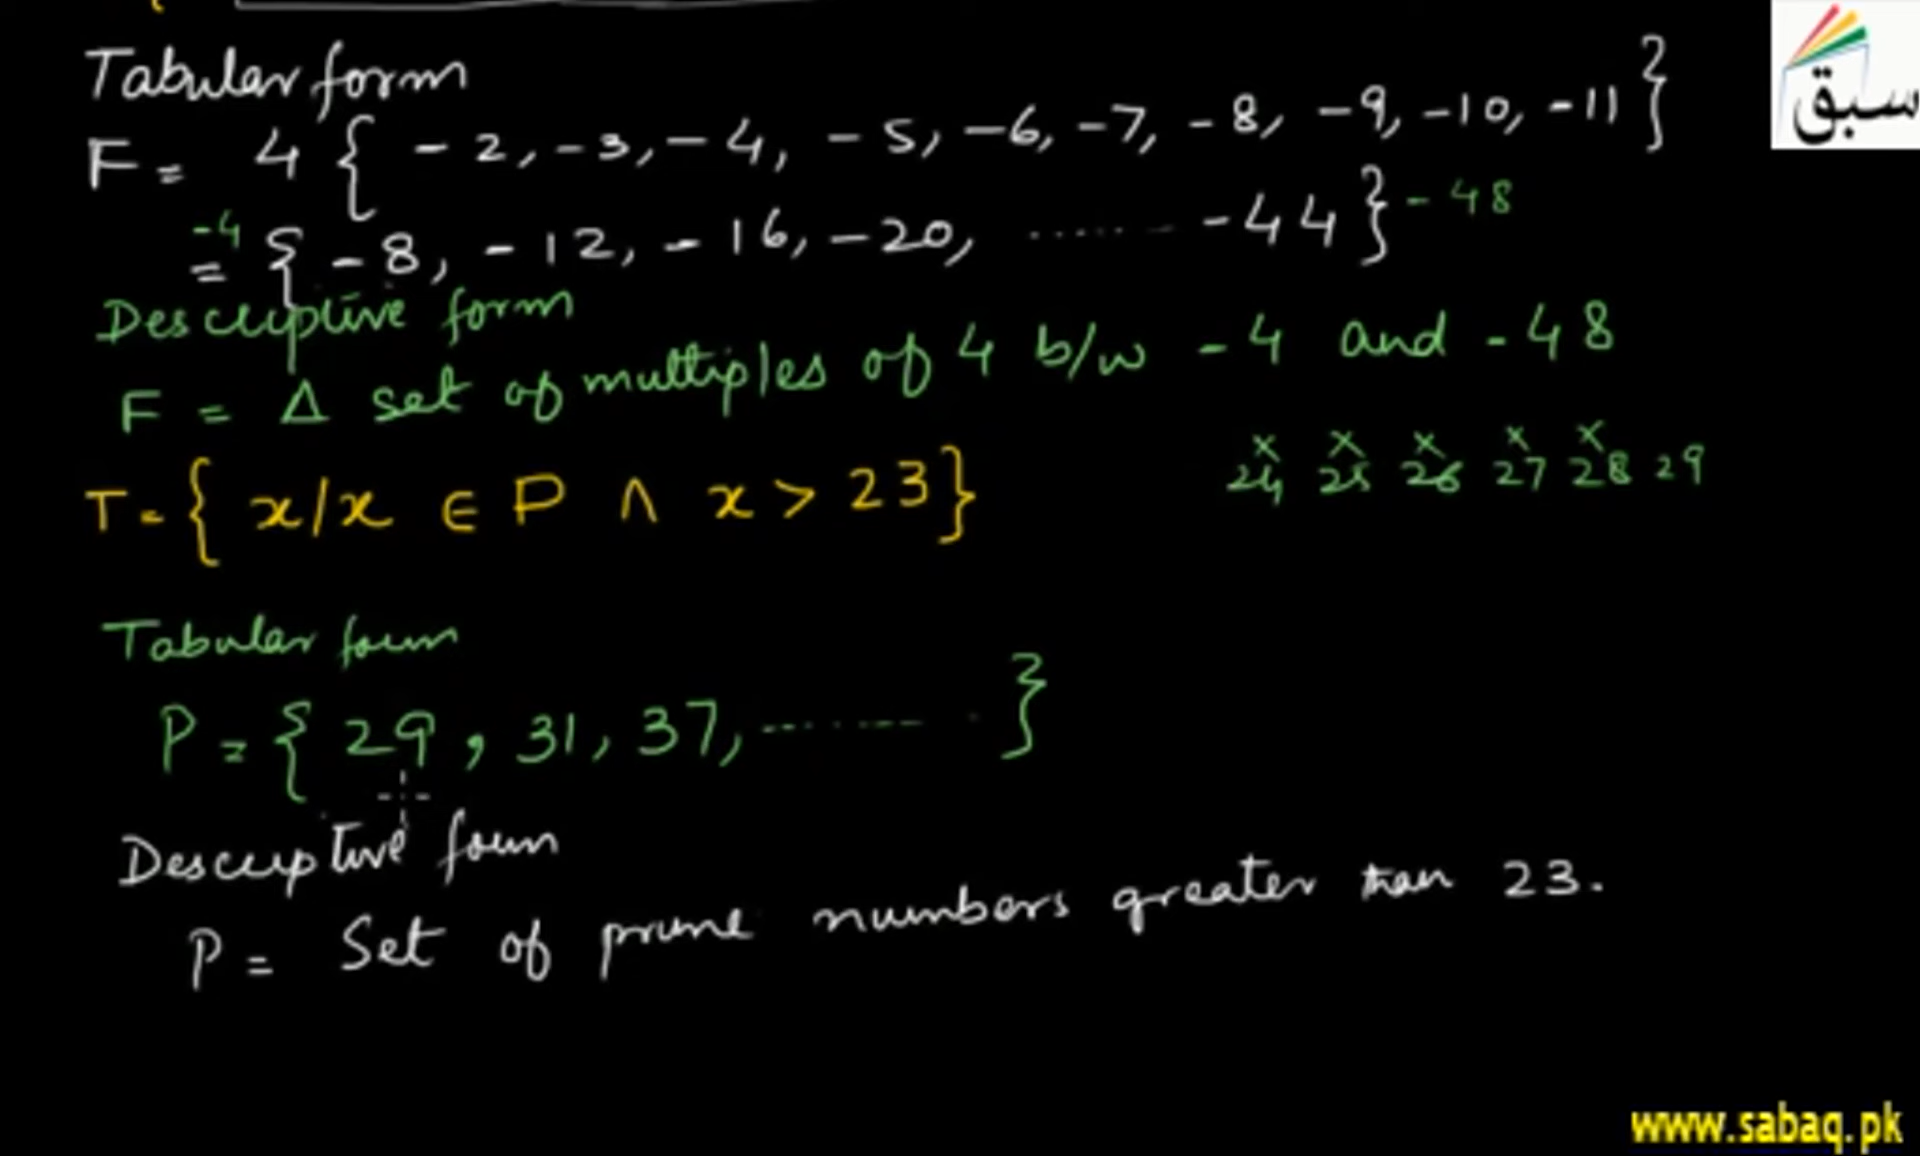 Tabular form
سبق
F = 4 { -2, -3, -4, -5, -6, -7, -8, -9, -10, -11 }
-4 = { -8, -12, -16, -20, ...... -44 } -48
Descriptive form
F = A set of multiples of 4 b/w -4 and -48
T = { x/x ∈ P ∧ x > 23 }
x x x x x
24 25 26 27 28 29
Tabular form
P = { 29, 31, 37, ........ }
Descriptive form
P = Set of prime numbers greater than 23.
www.sabaq.pk